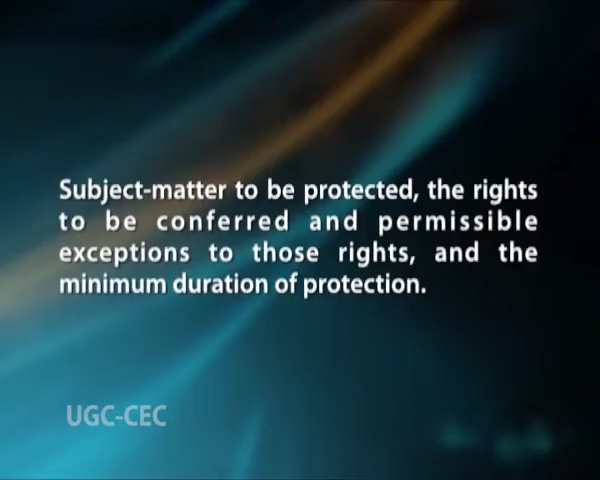 Subject-matter to be protected, the rights
to be conferred and permissible
exceptions to those rights, and the
minimum duration of protection.
UGC-CEC